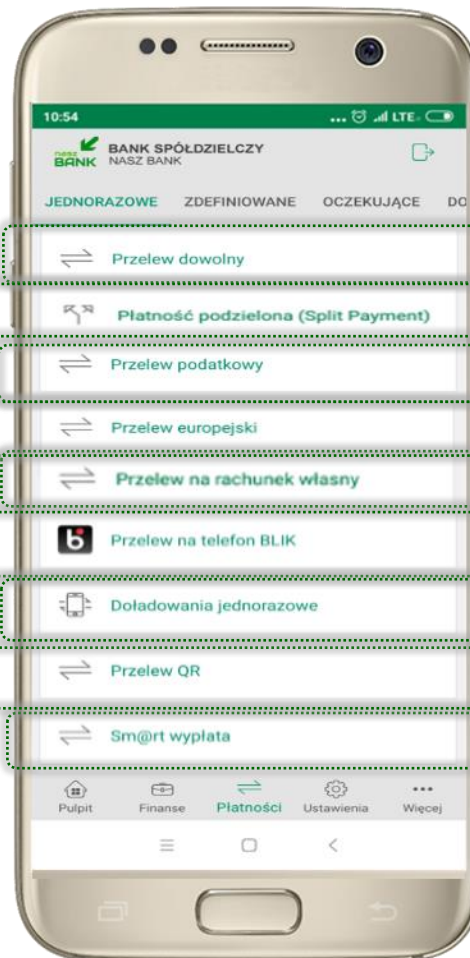 10:54
... LTE
nasz BANK
BANK SPÓŁDZIELCZY
NASZ BANK
JEDNORAZOWE ZDEFINIOWANE OCZEKUJĄCE DO
Przelew dowolny
Płatność podzielona (Split Payment)
Przelew podatkowy
Przelew europejski
Przelew na rachunek własny
Przelew na telefon BLIK
Doładowania jednorazowe
Przelew QR
Sm@rt wypłata
Pulpit Finanse Płatności Ustawienia Więcej